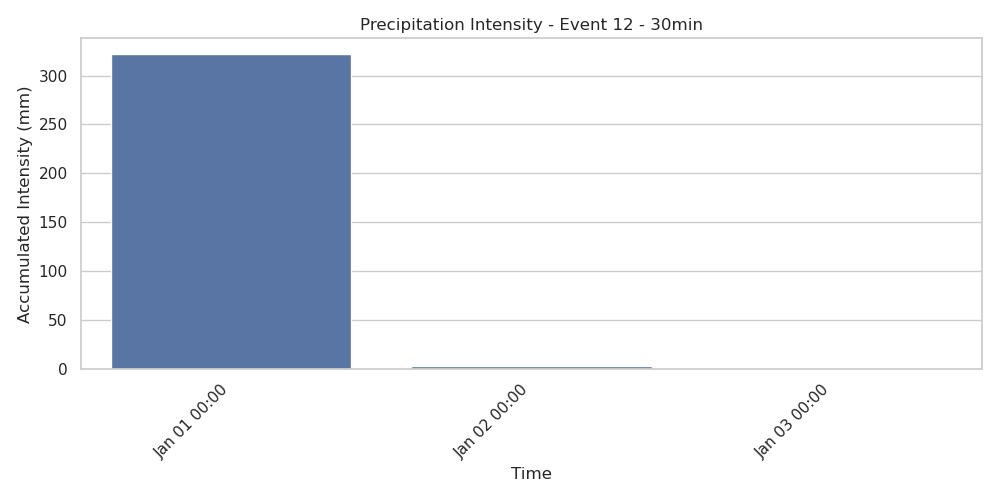 Precipitation Intensity - Event 12 - 30min
Accumulated Intensity (mm)
300
250
200
150
100
50
0
Jan 01 00:00
Jan 02 00:00
Jan 03 00:00
Time